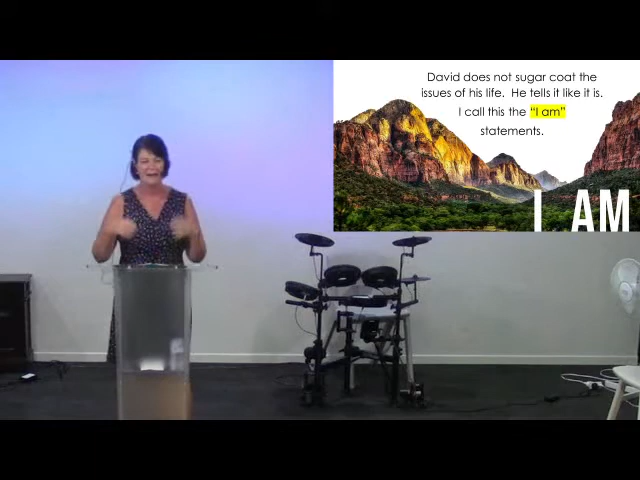 David does not sugar coat the
issues of his life.  He tells it like it is.
I call this the “I am”
statements.
I AM